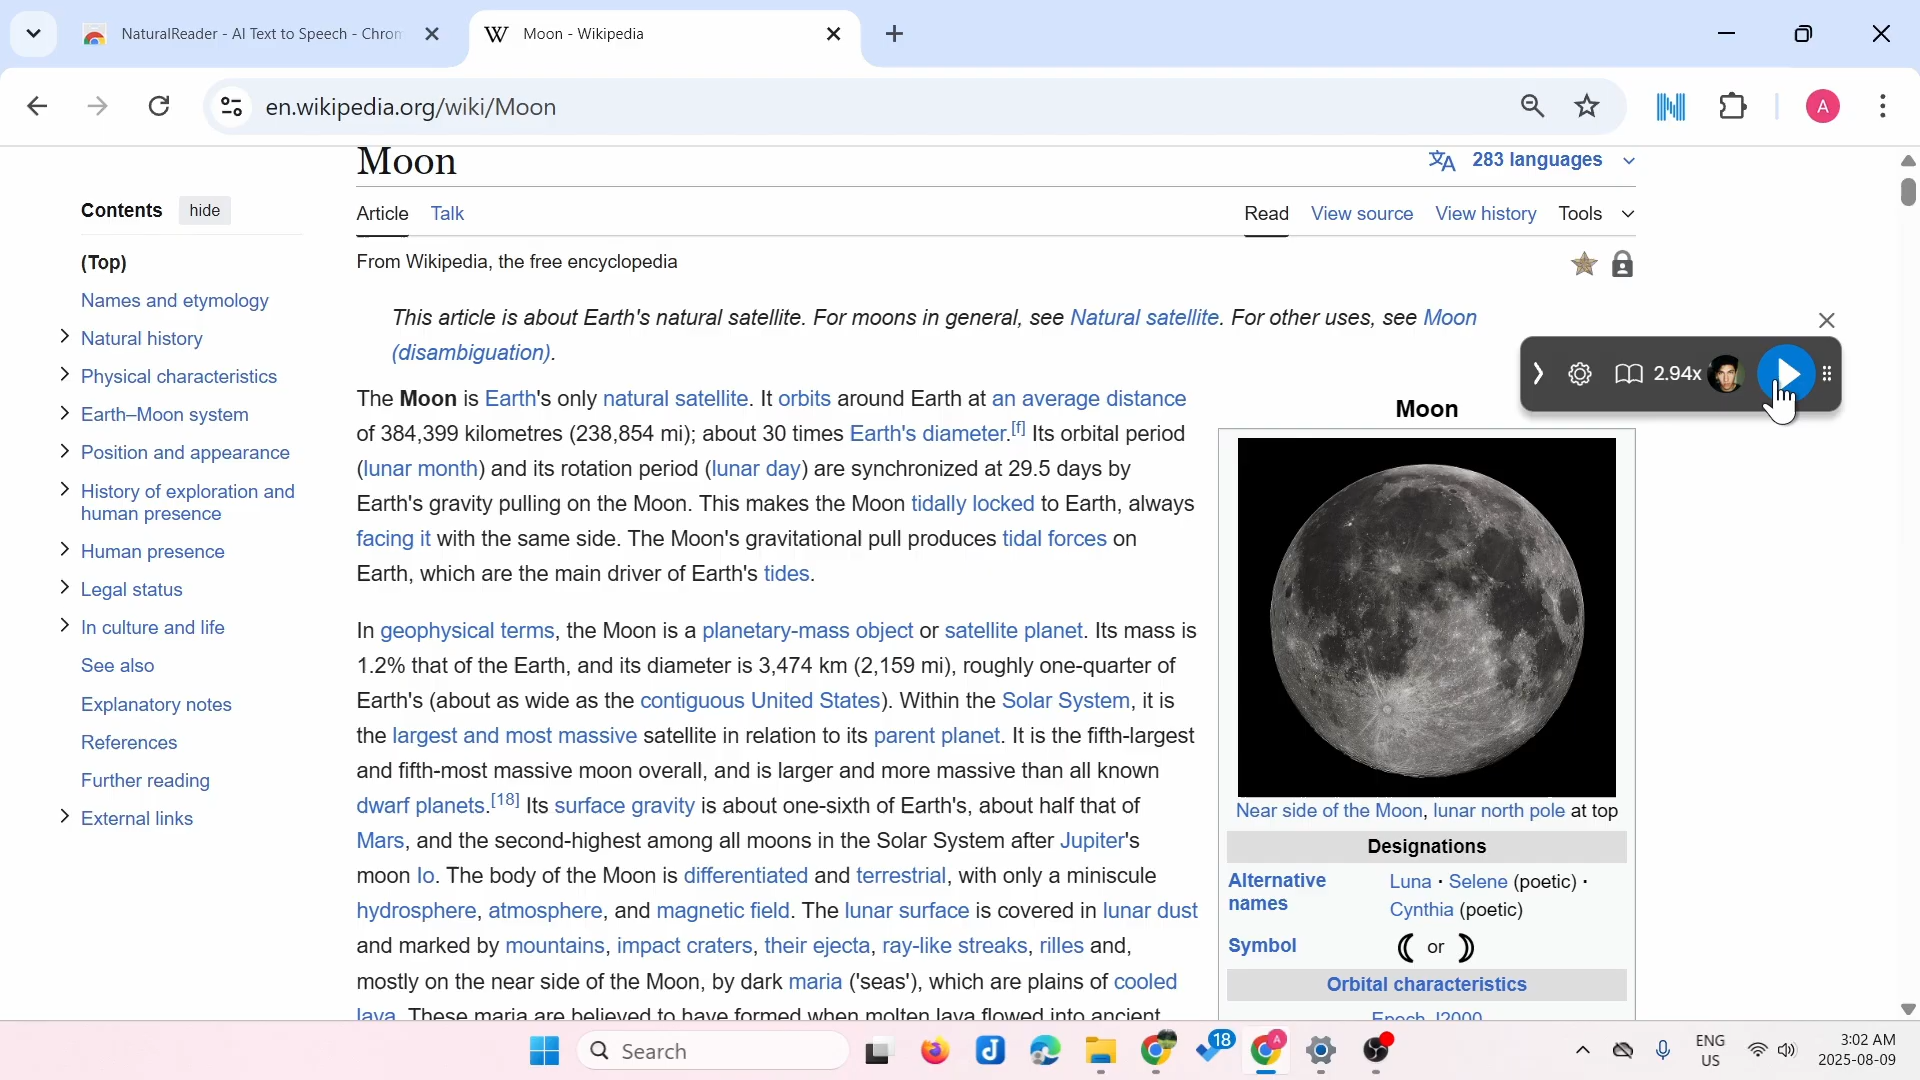 NaturalReader - AI Text to Speech - Chrom
Moon - Wikipedia
en.wikipedia.org/wiki/Moon
A
Moon
283 languages
Contents hide
Article Talk
Read View source View history Tools
(Top)
From Wikipedia, the free encyclopedia
Names and etymology
Natural history
Physical characteristics
Earth–Moon system
Position and appearance
History of exploration and
human presence
Human presence
Legal status
In culture and life
See also
Explanatory notes
References
Further reading
External links
This article is about Earth's natural satellite. For moons in general, see Natural satellite. For other uses, see Moon
(disambiguation).
2.94x
The Moon is Earth's only natural satellite. It orbits around Earth at an average distance
of 384,399 kilometres (238,854 mi); about 30 times Earth's diameter.[f] Its orbital period
(lunar month) and its rotation period (lunar day) are synchronized at 29.5 days by
Earth's gravity pulling on the Moon. This makes the Moon tidally locked to Earth, always
facing it with the same side. The Moon's gravitational pull produces tidal forces on
Earth, which are the main driver of Earth's tides.
In geophysical terms, the Moon is a planetary-mass object or satellite planet. Its mass is
1.2% that of the Earth, and its diameter is 3,474 km (2,159 mi), roughly one-quarter of
Earth's (about as wide as the contiguous United States). Within the Solar System, it is
the largest and most massive satellite in relation to its parent planet. It is the fifth-largest
and fifth-most massive moon overall, and is larger and more massive than all known
dwarf planets.[18] Its surface gravity is about one-sixth of Earth's, about half that of
Mars, and the second-highest among all moons in the Solar System after Jupiter's
moon Io. The body of the Moon is differentiated and terrestrial, with only a miniscule
hydrosphere, atmosphere, and magnetic field. The lunar surface is covered in lunar dust
and marked by mountains, impact craters, their ejecta, ray-like streaks, rilles and,
mostly on the near side of the Moon, by dark maria ('seas'), which are plains of cooled
lava. These maria are believed to have formed when molten lava flowed into ancient
Moon
Near side of the Moon, lunar north pole at top
Designations
Alternative
names
Luna · Selene (poetic) ·
Cynthia (poetic)
Symbol
or
Orbital characteristics
Epoch J2000
Search
18
A
ENG
US
3:02 AM
2025-08-09